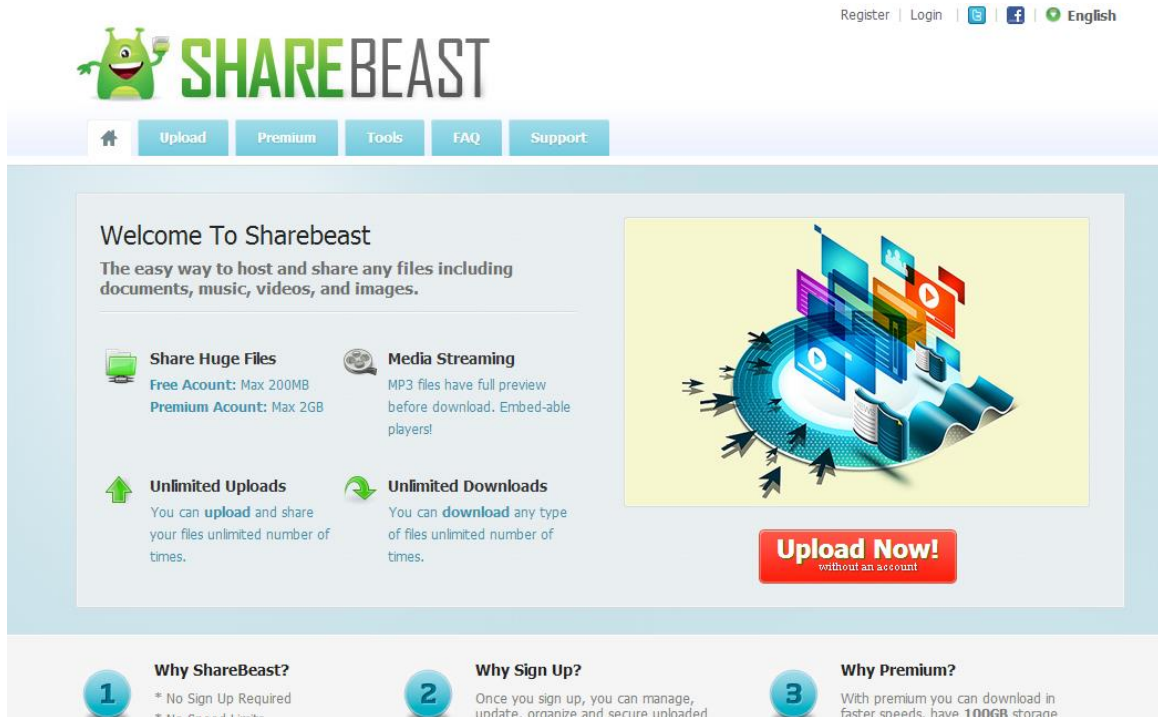 Register | Login
English
SHAREBEAST
Upload
Premium
Tools
FAQ
Support
Welcome To Sharebeast
The easy way to host and share any files including
documents, music, videos, and images.
Share Huge Files
Free Acount: Max 200MB
Premium Acount: Max 2GB
Media Streaming
MP3 files have full preview
before download. Embed-able
players!
Unlimited Uploads
You can upload and share
your files unlimited number of
times.
Unlimited Downloads
You can download any type
of files unlimited number of
times.
Upload Now!
without an account
1
Why ShareBeast?
* No Sign Up Required
* No Speed Limits
2
Why Sign Up?
Once you sign up, you can manage,
update, organize and secure uploaded
3
Why Premium?
With premium you can download in
faster speeds, have 100GB storage